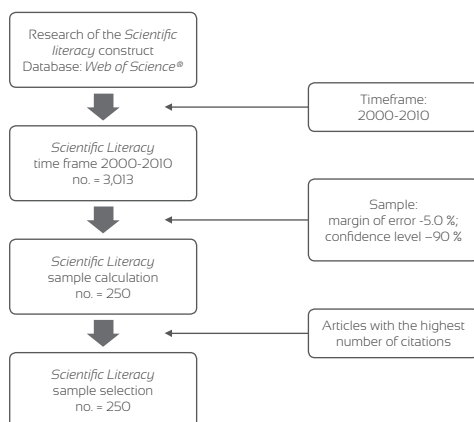 Research of the Scientific
literacy construct
Database: Web of Science®
Timeframe:
2000-2010
Scientific Literacy
time frame 2000-2010
no. = 3,013
Sample:
margin of error -5.0 %;
confidence level –90 %
Scientific Literacy
sample calculation
no. = 250
Articles with the highest
number of citations
Scientific Literacy
sample selection
no. = 250